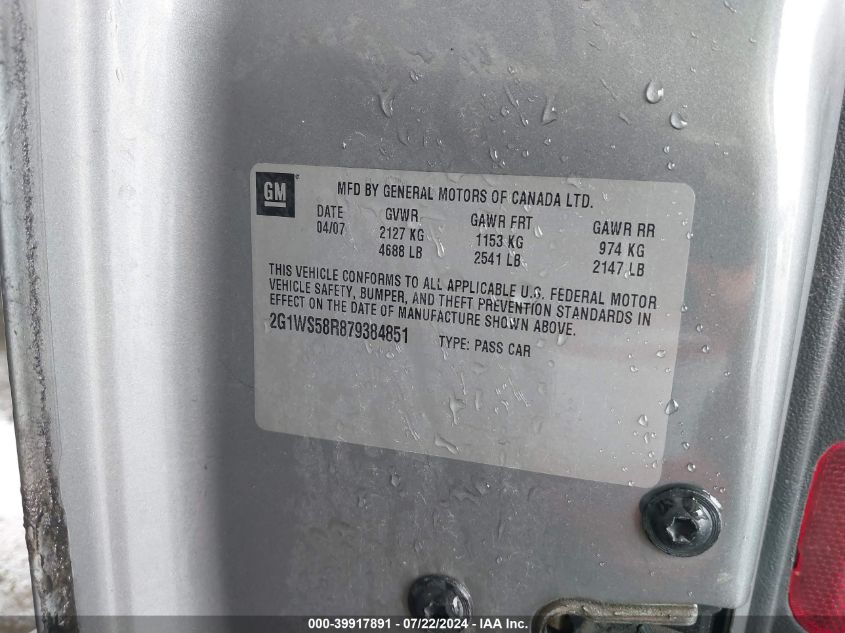 GM
MFD BY GENERAL MOTORS OF CANADA LTD.
DATE GVWR GAWR FRT GAWR RR
04/07 2127 KG 1153 KG 974 KG
4688 LB 2541 LB 2147 LB
THIS VEHICLE CONFORMS TO ALL APPLICABLE U.S. FEDERAL MOTOR
VEHICLE SAFETY, BUMPER, AND THEFT PREVENTION STANDARDS IN
EFFECT ON THE DATE OF MANUFACTURE SHOWN ABOVE.
2G1WS58R879384851 TYPE: PASS CAR
000-39917891 - 07/22/2024 - IAA Inc.